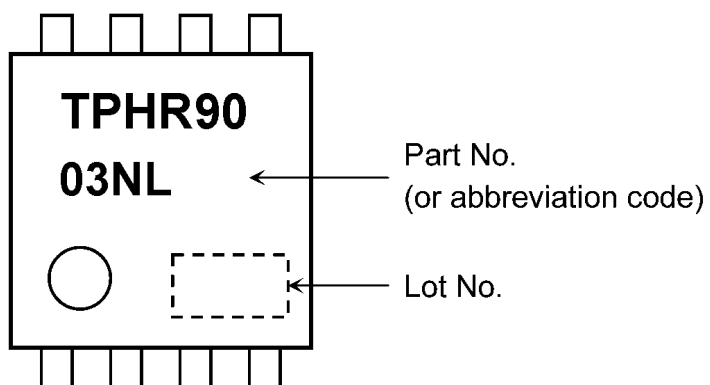 TPHR90
03NL
Part No.
(or abbreviation code)
Lot No.